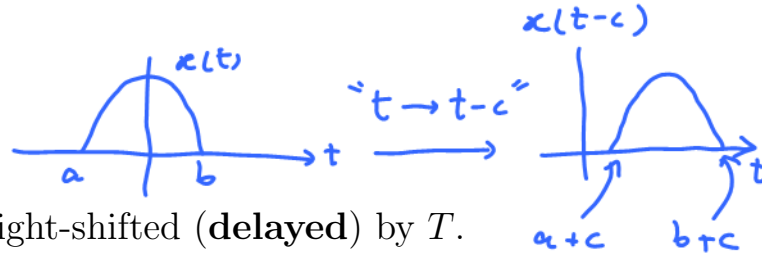 x(t-c)
x(t)
"t → t-c"
t
t
a
b
ight-shifted (delayed) by T.
a+c
b+c